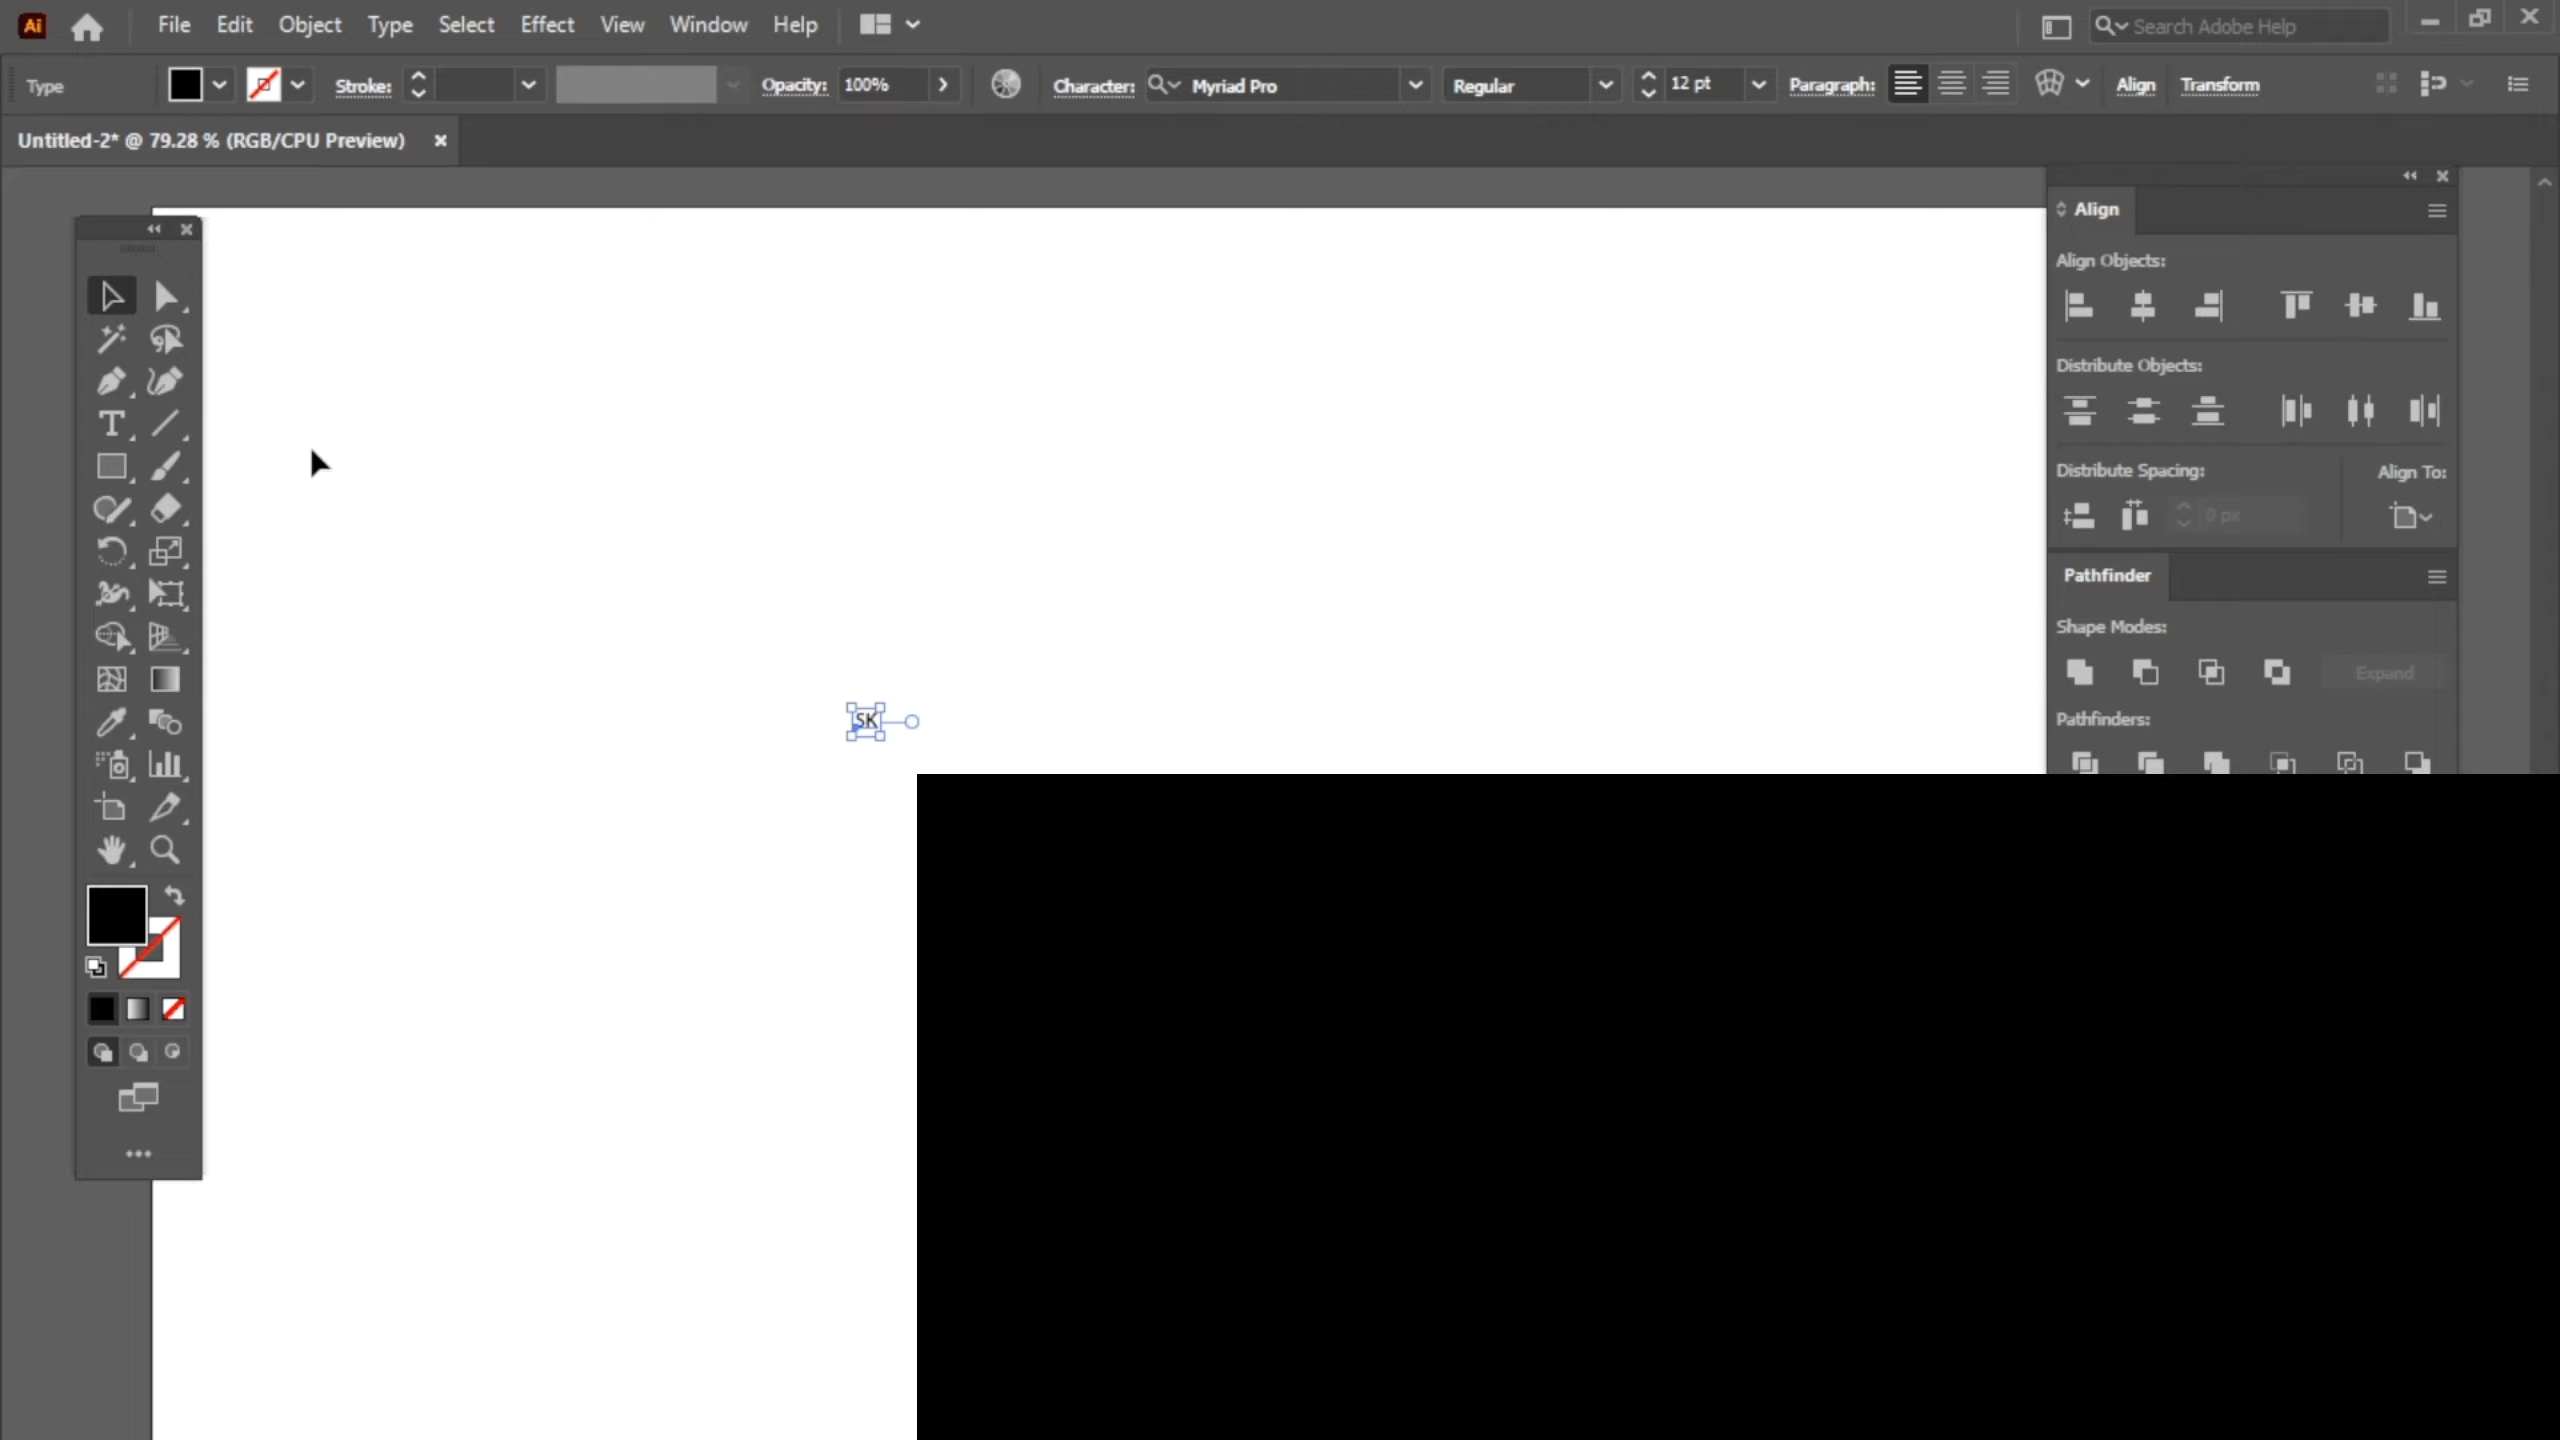 Ai File Edit Object Type Select Effect View Window Help Search Adobe Help
Type Stroke: Opacity: 100% Character: Myriad Pro Regular 12 pt Paragraph: Align Transform
Untitled-2* @ 79.28 % (RGB/CPU Preview)
Align
Align Objects:
Distribute Objects:
Distribute Spacing: Align To:
0 px
Pathfinder
Shape Modes:
Expand
Pathfinders:
SK